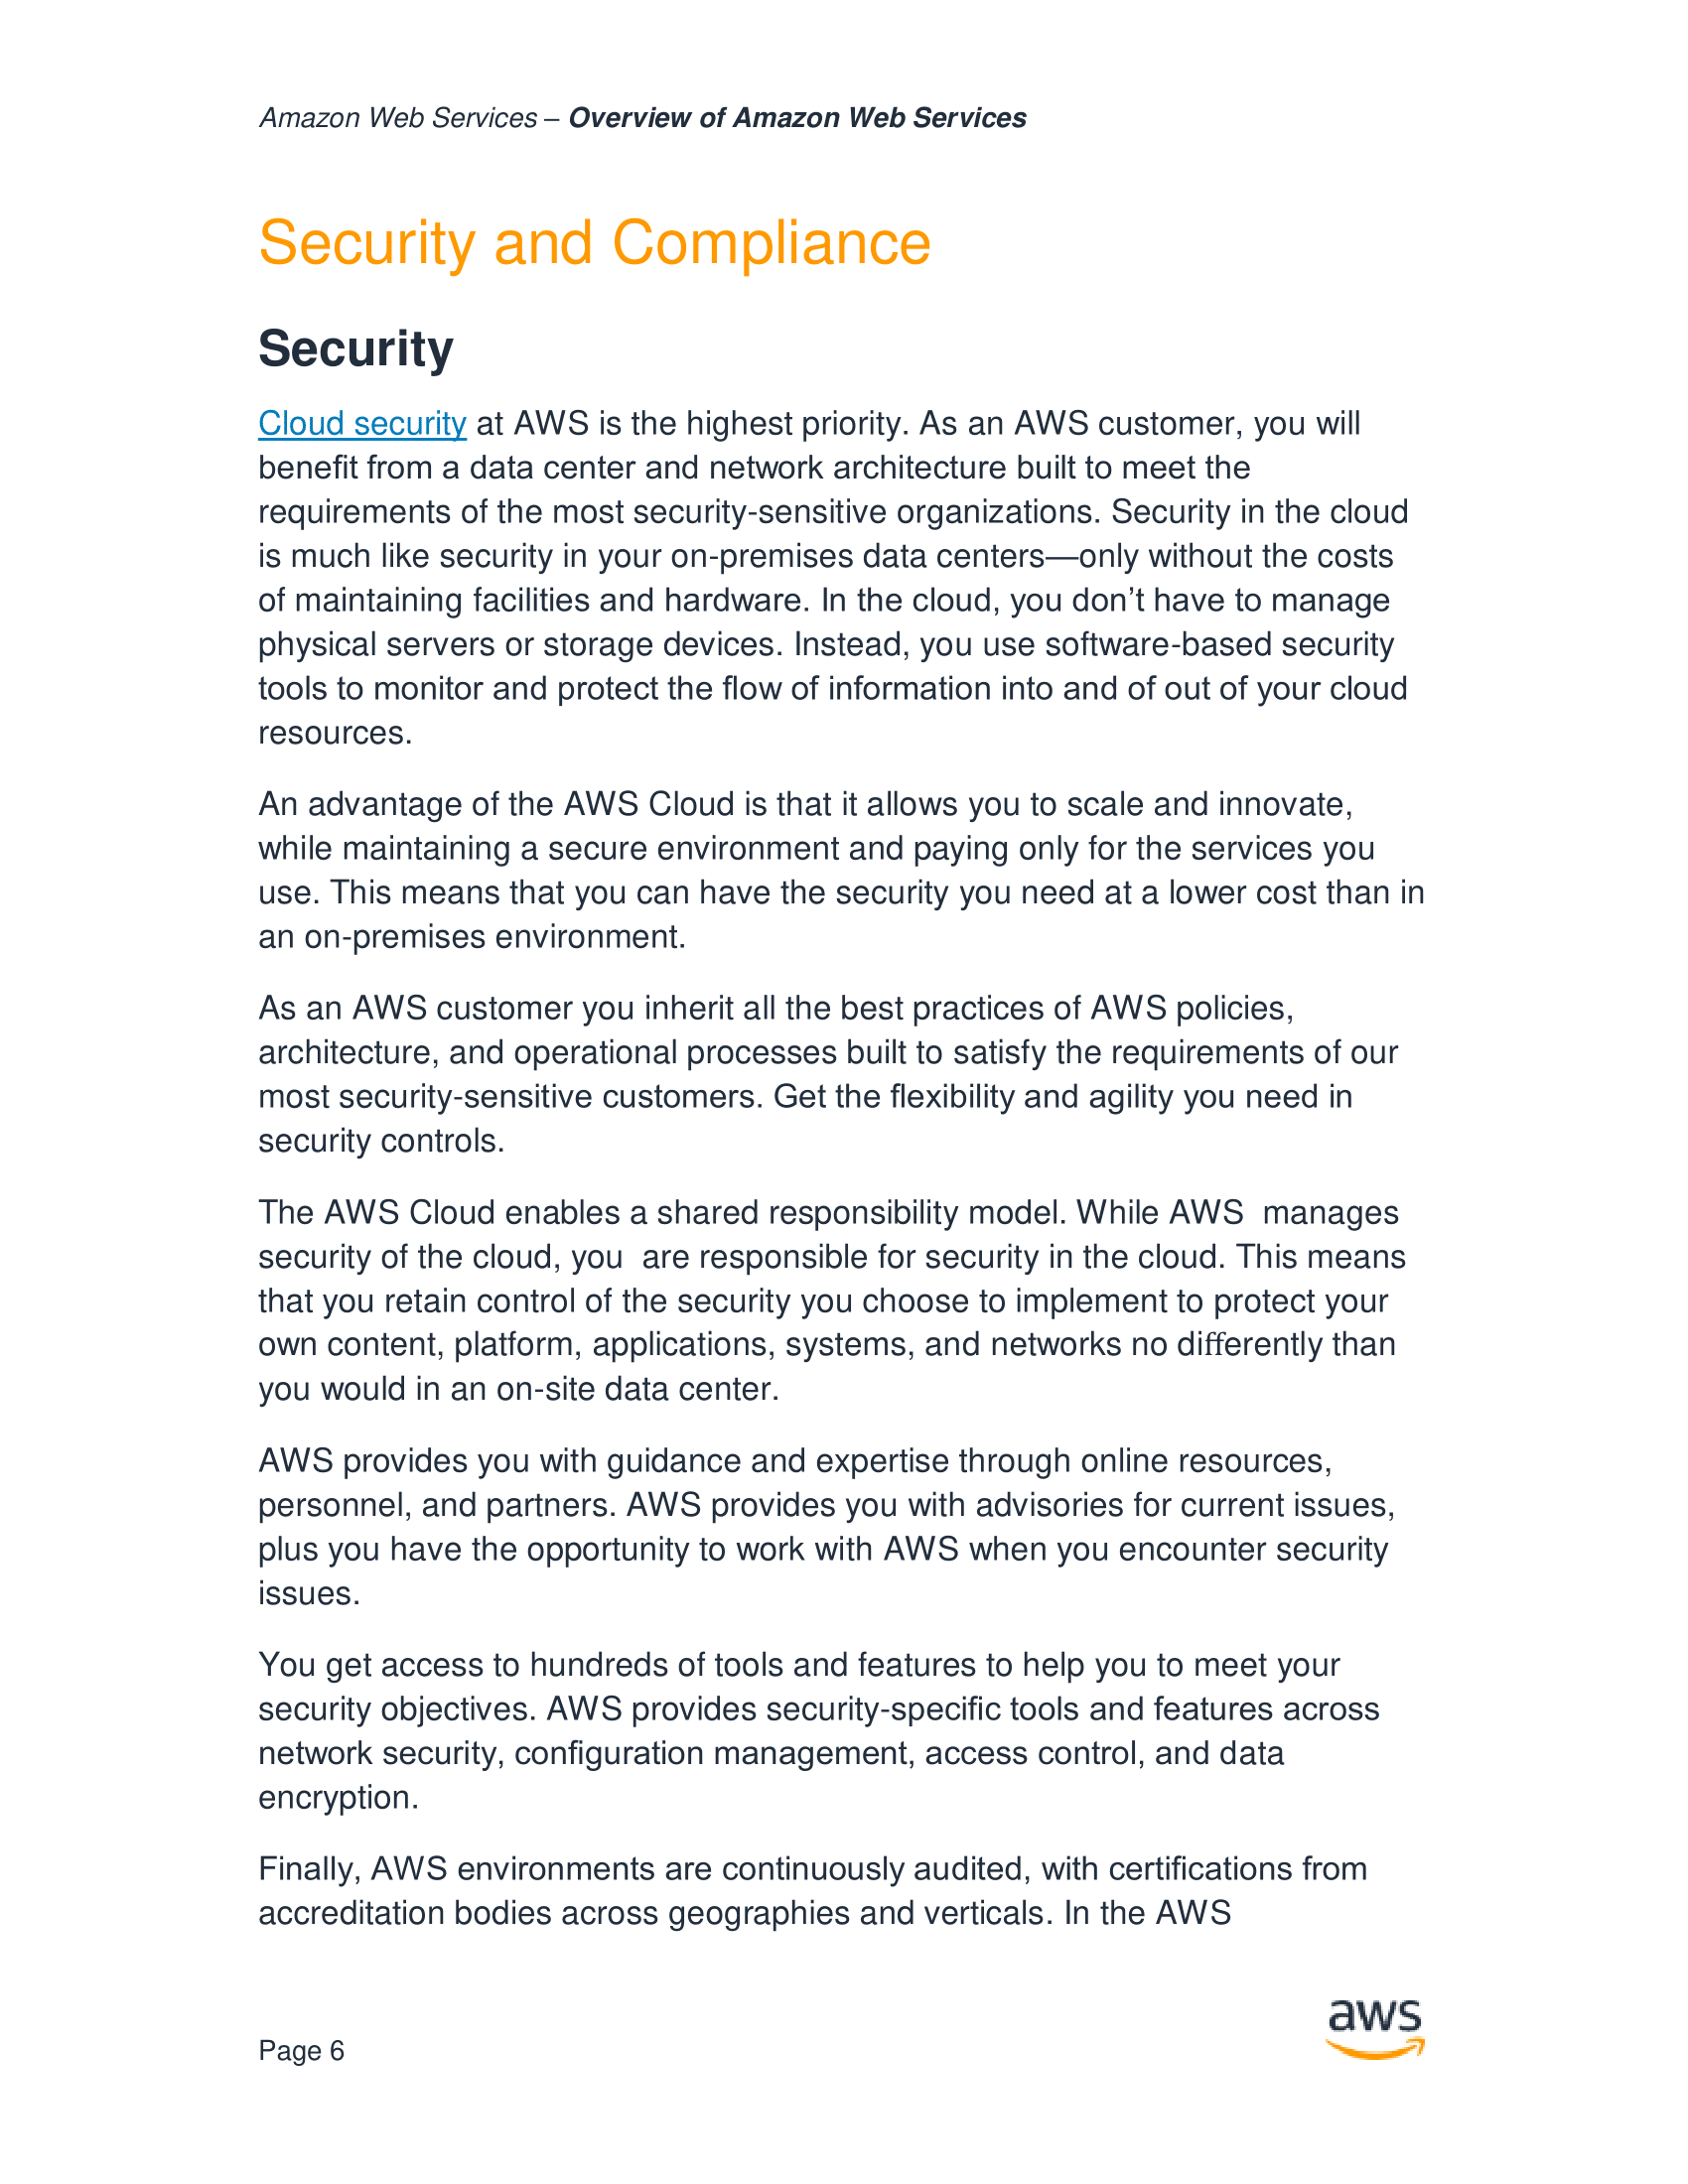 Amazon Web Services – Overview of Amazon Web Services
Security and Compliance
Security
Cloud security at AWS is the highest priority. As an AWS customer, you will
benefit from a data center and network architecture built to meet the
requirements of the most security-sensitive organizations. Security in the cloud
is much like security in your on-premises data centers—only without the costs
of maintaining facilities and hardware. In the cloud, you don’t have to manage
physical servers or storage devices. Instead, you use software-based security
tools to monitor and protect the flow of information into and of out of your cloud
resources.
An advantage of the AWS Cloud is that it allows you to scale and innovate,
while maintaining a secure environment and paying only for the services you
use. This means that you can have the security you need at a lower cost than in
an on-premises environment.
As an AWS customer you inherit all the best practices of AWS policies,
architecture, and operational processes built to satisfy the requirements of our
most security-sensitive customers. Get the flexibility and agility you need in
security controls.
The AWS Cloud enables a shared responsibility model. While AWS  manages
security of the cloud, you  are responsible for security in the cloud. This means
that you retain control of the security you choose to implement to protect your
own content, platform, applications, systems, and networks no differently than
you would in an on-site data center.
AWS provides you with guidance and expertise through online resources,
personnel, and partners. AWS provides you with advisories for current issues,
plus you have the opportunity to work with AWS when you encounter security
issues.
You get access to hundreds of tools and features to help you to meet your
security objectives. AWS provides security-specific tools and features across
network security, configuration management, access control, and data
encryption.
Finally, AWS environments are continuously audited, with certifications from
accreditation bodies across geographies and verticals. In the AWS
Page 6
aws